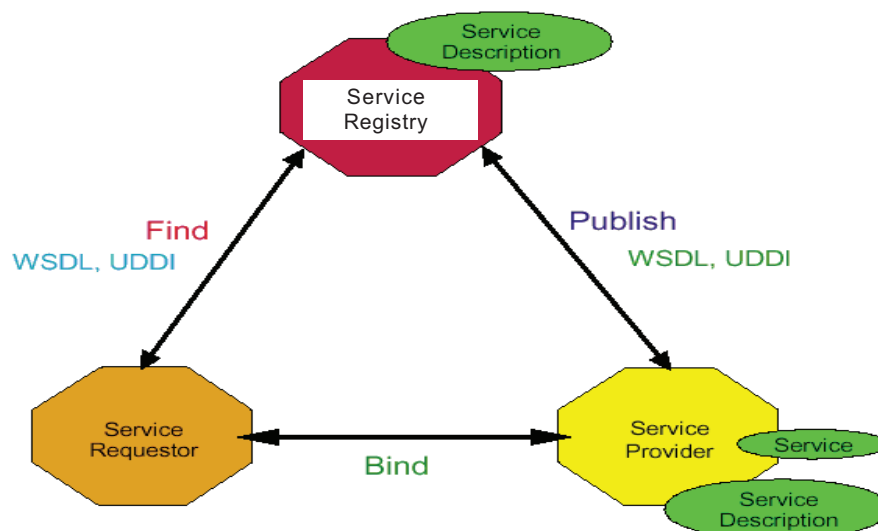 Service
Description
Service
Registry
Find
WSDL, UDDI
Publish
WSDL, UDDI
Service
Requestor
Bind
Service
Provider
Service
Service
Description